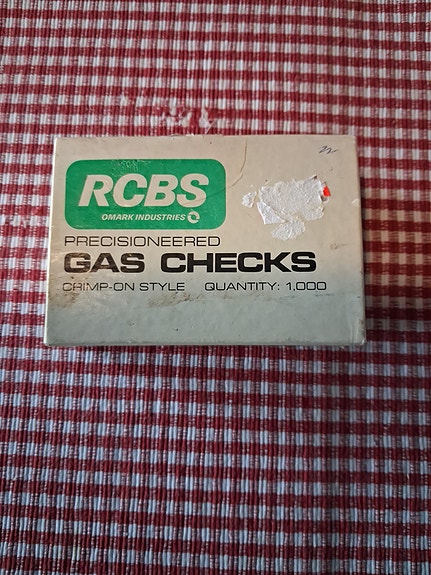 RCBS
OMARK INDUSTRIES
PRECISIONEERED
GAS CHECKS
CRIMP-ON STYLE QUANTITY: 1,000